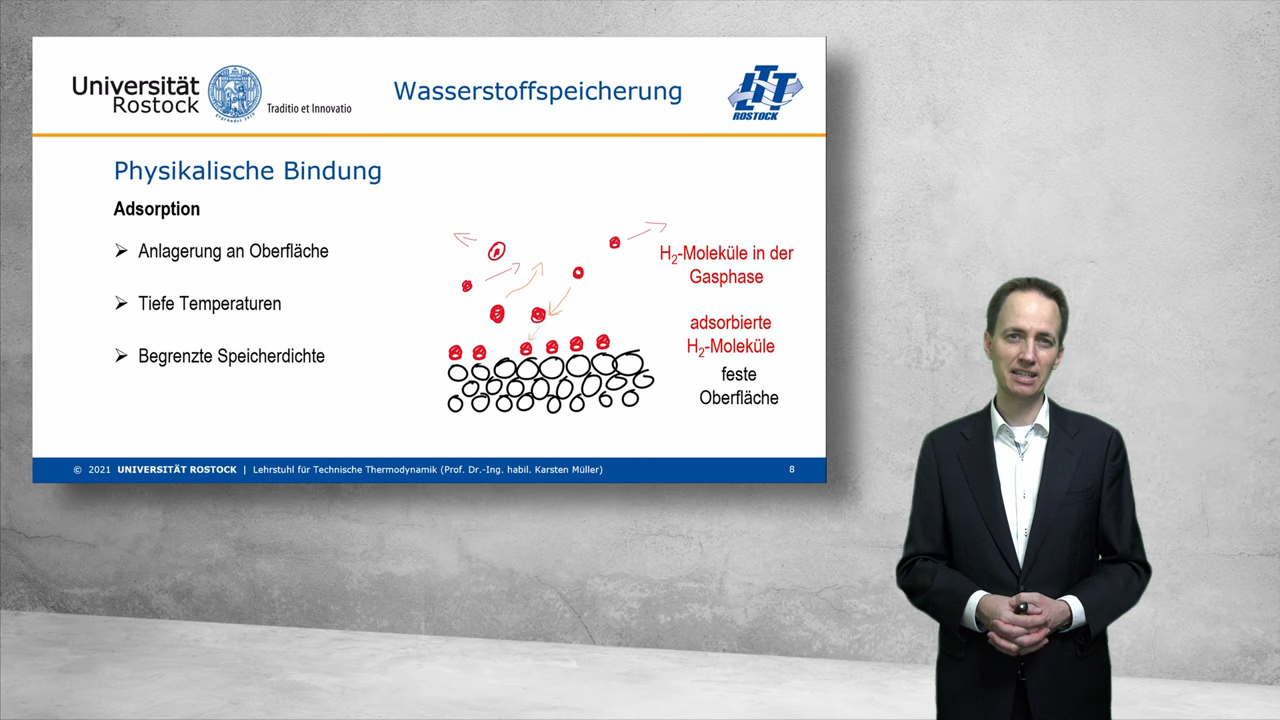 Universität
Rostock
Traditio et Innovatio
Wasserstoffspeicherung
LTT
ROSTOCK
Physikalische Bindung
Adsorption
Anlagerung an Oberfläche
Tiefe Temperaturen
Begrenzte Speicherdichte
H₂-Moleküle in der
Gasphase
adsorbierte
H₂-Moleküle
feste
Oberfläche
© 2021 UNIVERSITÄT ROSTOCK | Lehrstuhl für Technische Thermodynamik (Prof. Dr.-Ing. habil. Karsten Müller)
8